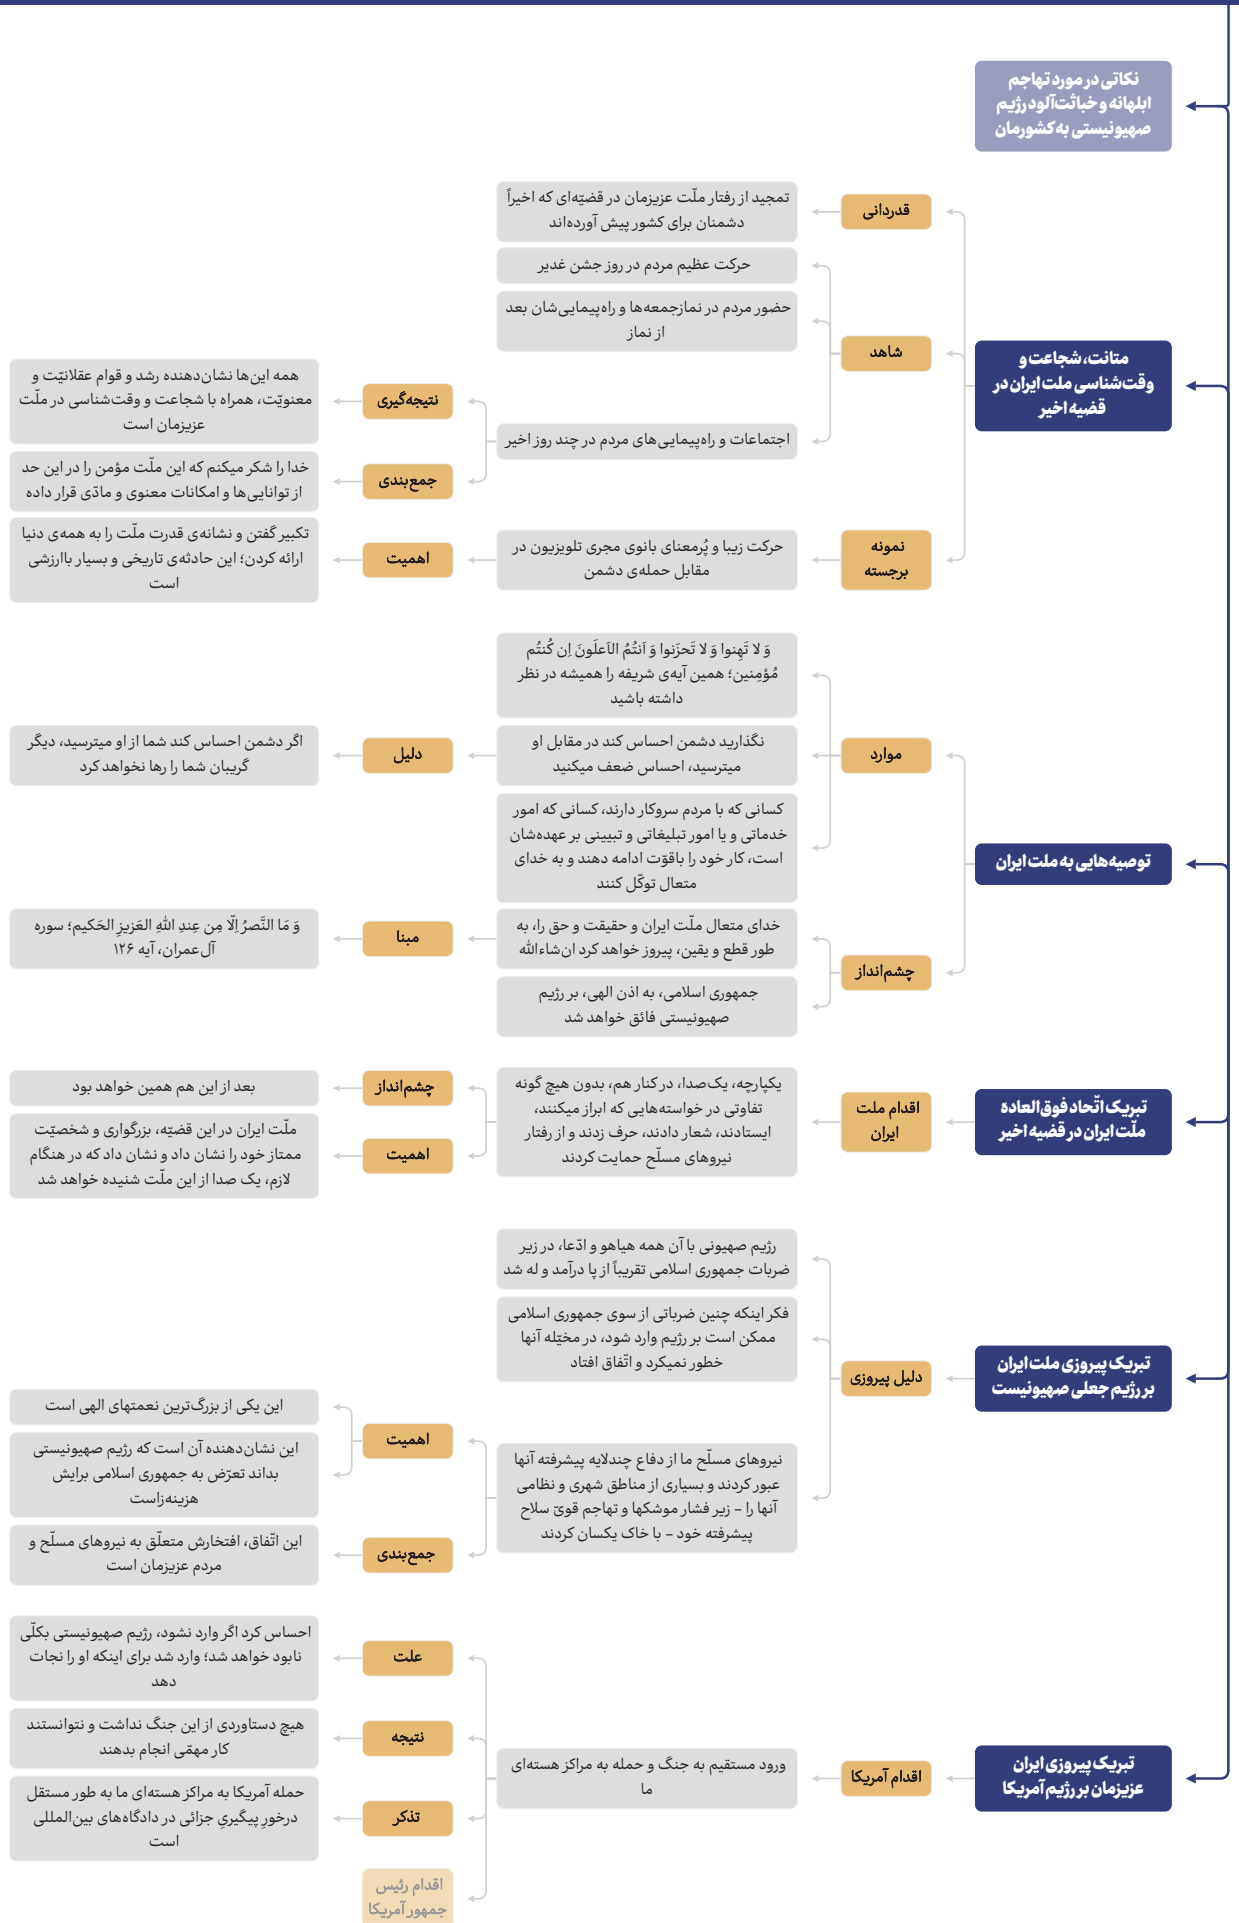 نکاتی در مورد تهاجم
ابلهانه و خباثت‌آلود رژیم
صهیونیستی به کشورمان
متانت، شجاعت و
وقت‌شناسی ملت ایران در
قضیه اخیر
قدردانی
تمجید از رفتار ملّت عزیزمان در قضیّه‌ای که اخیراً
دشمنان برای کشور پیش آورده‌اند
شاهد
حرکت عظیم مردم در روز جشن غدیر
حضور مردم در نمازجمعه‌ها و راه‌پیمایی‌شان بعد
از نماز
اجتماعات و راه‌پیمایی‌های مردم در چند روز اخیر
نتیجه‌گیری
همه این‌ها نشان‌دهنده رشد و قوام عقلانیّت و
معنویّت، همراه با شجاعت و وقت‌شناسی در ملّت
عزیزمان است
جمع‌بندی
خدا را شکر میکنم که این ملّت مؤمن را در این حد
از توانایی‌ها و امکانات معنوی و مادّی قرار داده
نمونه
برجسته
حرکت زیبا و پُرمعنای بانوی مجری تلویزیون در
مقابل حمله‌ی دشمن
اهمیت
تکبیر گفتن و نشانه‌ی قدرت ملّت را به همه‌ی دنیا
ارائه کردن؛ این حادثه‌ی تاریخی و بسیار باارزشی
است
توصیه‌هایی به ملت ایران
موارد
وَ لا تَهِنوا وَ لا تَحزَنوا وَ اَنتُمُ الاَعلَونَ اِن کُنتُم
مُؤمِنین؛ همین آیه‌ی شریفه را همیشه در نظر
داشته باشید
نگذارید دشمن احساس کند در مقابل او
میترسید، احساس ضعف میکنید
دلیل
اگر دشمن احساس کند شما از او میترسید، دیگر
گریبان شما را رها نخواهد کرد
کسانی که با مردم سروکار دارند، کسانی که امور
خدماتی و یا امور تبلیغاتی و تبیینی بر عهده‌شان
است، کار خود را باقوّت ادامه دهند و به خدای
متعال توکّل کنند
چشم‌انداز
خدای متعال ملّت ایران و حقیقت و حق را، به
طور قطع و یقین، پیروز خواهد کرد ان‌شاءالله
مبنا
وَ مَا النَّصرُ اِلّا مِن عِندِ اللهِ العَزیزِ الحَکیم؛ سوره
آل‌عمران، آیه ۱۲۶
جمهوری اسلامی، به اذن الهی، بر رژیم
صهیونیستی فائق خواهد شد
تبریک اتّحاد فوق‌العادهٔ
ملّت ایران در قضیه اخیر
اقدام ملت
ایران
یکپارچه، یک‌صدا، در کنار هم، بدون هیچ گونه
تفاوتی در خواسته‌هایی که ابراز میکنند،
ایستادند، شعار دادند، حرف زدند و از رفتار
نیروهای مسلّح حمایت کردند
چشم‌انداز
بعد از این هم همین خواهد بود
اهمیت
ملّت ایران در این قضیّه، بزرگواری و شخصیّت
ممتاز خود را نشان داد و نشان داد که در هنگام
لازم، یک صدا از این ملّت شنیده خواهد شد
تبریک پیروزی ملت ایران
بر رژیم جعلی صهیونیست
دلیل پیروزی
رژیم صهیونی با آن همه هیاهو و ادّعا، در زیر
ضربات جمهوری اسلامی تقریباً از پا درآمد و له شد
فکر اینکه چنین ضرباتی از سوی جمهوری اسلامی
ممکن است بر رژیم وارد شود، در مخیّله آنها
خطور نمیکرد و اتّفاق افتاد
نیروهای مسلّح ما از دفاع چندلایه پیشرفته آنها
عبور کردند و بسیاری از مناطق شهری و نظامی
آنها را – زیر فشار موشکها و تهاجم قویّ سلاح
پیشرفته خود – با خاک یکسان کردند
اهمیت
این یکی از بزرگ‌ترین نعمتهای الهی است
این نشان‌دهنده آن است که رژیم صهیونیستی
بداند تعرّض به جمهوری اسلامی برایش
هزینه‌زاست
جمع‌بندی
این اتّفاق، افتخارش متعلّق به نیروهای مسلّح و
مردم عزیزمان است
تبریک پیروزی ایران
عزیزمان بر رژیم آمریکا
اقدام آمریکا
ورود مستقیم به جنگ و حمله به مراکز هسته‌ای
ما
علت
احساس کرد اگر وارد نشود، رژیم صهیونیستی بکلّی
نابود خواهد شد؛ وارد شد برای اینکه او را نجات
دهد
نتیجه
هیچ دستاوردی از این جنگ نداشت و نتوانستند
کار مهمّی انجام بدهند
تذکر
حمله آمریکا به مراکز هسته‌ای ما به طور مستقل
درخورِ پیگیریِ جزائی در دادگاه‌های بین‌المللی
است
اقدام رئیس
جمهور آمریکا